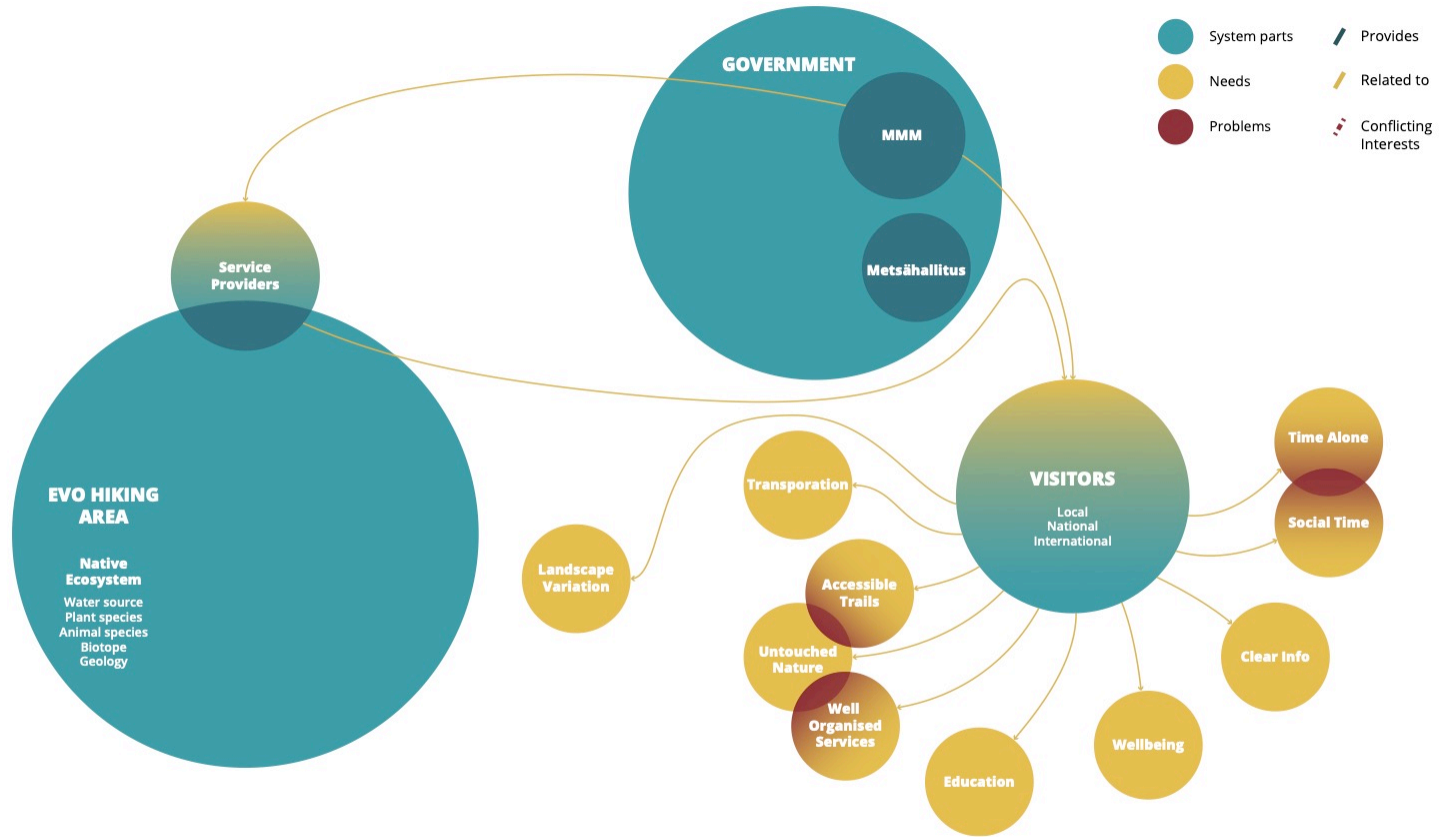 GOVERNMENT
MMM
Metsähallitus
System parts
Needs
Problems
Provides
Related to
Conflicting
Interests
Service
Providers
EVO HIKING
AREA
Native
Ecosystem
Water source
Plant species
Animal species
Biotope
Geology
VISITORS
Local
National
International
Transporation
Landscape
Variation
Accessible
Trails
Untouched
Nature
Well
Organised
Services
Education
Wellbeing
Clear Info
Time Alone
Social Time